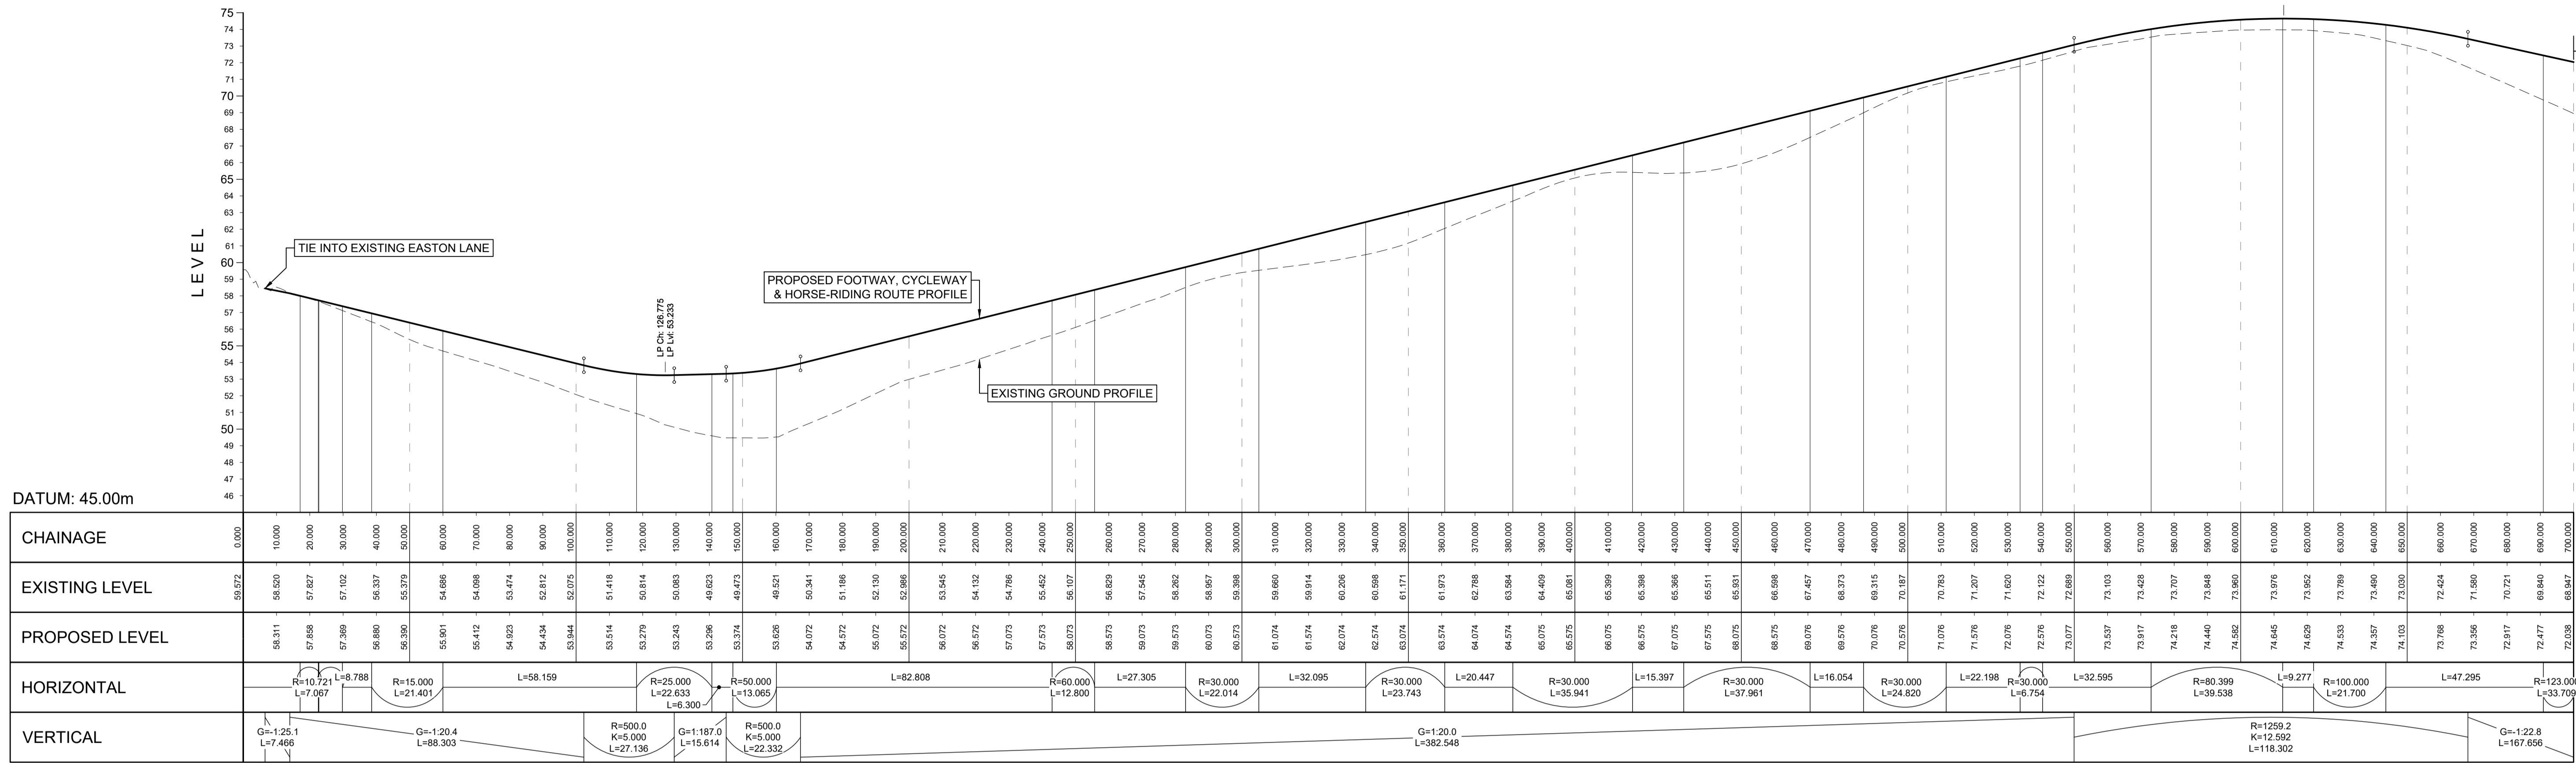 75
74
73
72
71
70
69
68
67
66
65
64
63
62
61
60
59
58
57
56
55
54
53
52
51
50
49
48
47
46
LEVEL
TIE INTO EXISTING EASTON LANE
PROPOSED FOOTWAY, CYCLEWAY
& HORSE-RIDING ROUTE PROFILE
LP Ch: 126.775
LP Lvl: 53.233
EXISTING GROUND PROFILE
DATUM: 45.00m
CHAINAGE
0.000 10.000 20.000 30.000 40.000 50.000 60.000 70.000 80.000 90.000 100.000 110.000 120.000 130.000 140.000 150.000 160.000 170.000 180.000 190.000 200.000 210.000 220.000 230.000 240.000 250.000 260.000 270.000 280.000 290.000 300.000 310.000 320.000 330.000 340.000 350.000 360.000 370.000 380.000 390.000 400.000 410.000 420.000 430.000 440.000 450.000 460.000 470.000 480.000 490.000 500.000 510.000 520.000 530.000 540.000 550.000 560.000 570.000 580.000 590.000 600.000 610.000 620.000 630.000 640.000 650.000 660.000 670.000 680.000 690.000 700.000
EXISTING LEVEL
59.572 58.520 57.827 57.102 56.337 55.379 54.686 54.098 53.474 52.812 52.075 51.418 50.814 50.083 49.623 49.473 49.521 50.341 51.186 52.130 52.986 53.545 54.132 54.786 55.452 56.107 56.829 57.545 58.262 58.957 59.398 59.660 59.914 60.206 60.598 61.171 61.973 62.788 63.584 64.409 65.081 65.399 65.398 65.366 65.511 65.931 66.598 67.457 68.373 69.315 70.187 70.783 71.207 71.620 72.122 72.689 73.103 73.428 73.707 73.848 73.960 73.976 73.952 73.789 73.490 73.030 72.424 71.580 70.721 69.840 68.947
PROPOSED LEVEL
58.311 57.858 57.369 56.880 56.390 55.901 55.412 54.923 54.434 53.944 53.514 53.279 53.243 53.296 53.374 53.626 54.072 54.572 55.072 55.572 56.072 56.572 57.073 57.573 58.073 58.573 59.073 59.573 60.073 60.573 61.074 61.574 62.074 62.574 63.074 63.574 64.074 64.574 65.075 65.575 66.075 66.575 67.075 67.575 68.075 68.575 69.076 69.576 70.076 70.576 71.076 71.576 72.076 72.576 73.077 73.537 73.917 74.218 74.440 74.582 74.645 74.629 74.533 74.357 74.103 73.768 73.356 72.917 72.477 72.038
HORIZONTAL
R=10.721
L=7.067
L=8.788
R=15.000
L=21.401
L=58.159
R=25.000
L=22.633
L=6.300
R=50.000
L=13.065
L=82.808
R=60.000
L=12.800
L=27.305
R=30.000
L=22.014
L=32.095
R=30.000
L=23.743
L=20.447
R=30.000
L=35.941
L=15.397
R=30.000
L=37.961
L=16.054
R=30.000
L=24.820
L=22.198
R=30.000
L=6.754
L=32.595
R=80.399
L=39.538
L=9.277
R=100.000
L=21.700
L=47.295
R=123.000
L=33.709
VERTICAL
G=-1:25.1
L=7.466
G=-1:20.4
L=88.303
R=500.0
K=5.000
L=27.136
G=1:187.0
L=15.614
R=500.0
K=5.000
L=22.332
G=1:20.0
L=382.548
R=1259.2
K=12.592
L=118.302
G=-1:22.8
L=167.656